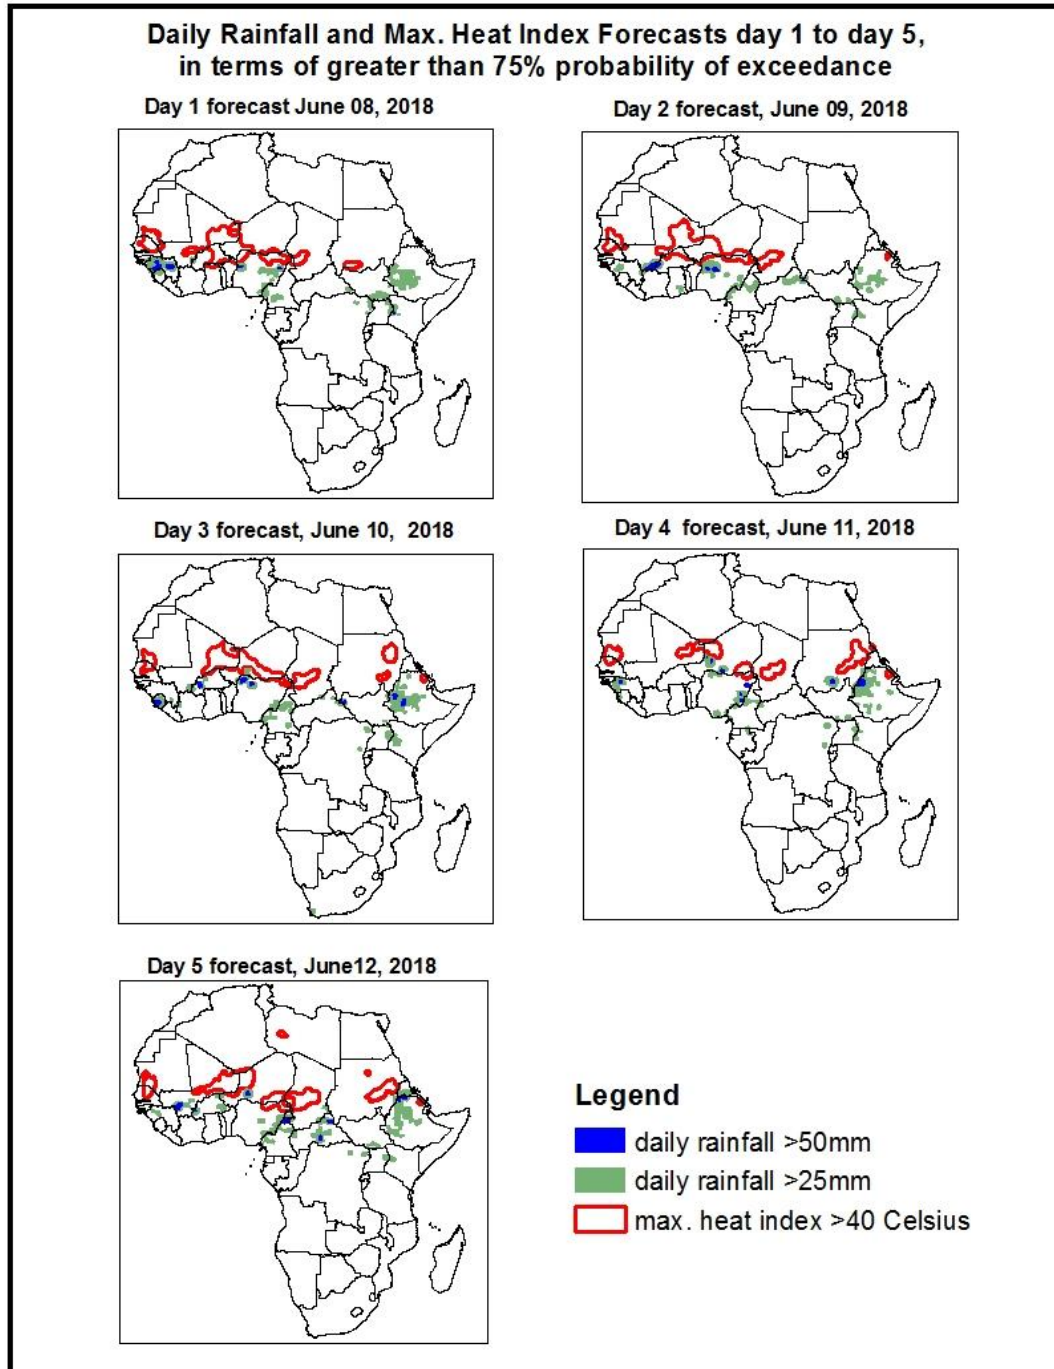 Daily Rainfall and Max. Heat Index Forecasts day 1 to day 5,
in terms of greater than 75% probability of exceedance
Day 1 forecast June 08, 2018
Day 2 forecast, June 09, 2018
Day 3 forecast, June 10, 2018
Day 4 forecast, June 11, 2018
Day 5 forecast, June12, 2018
Legend
daily rainfall >50mm
daily rainfall >25mm
max. heat index >40 Celsius